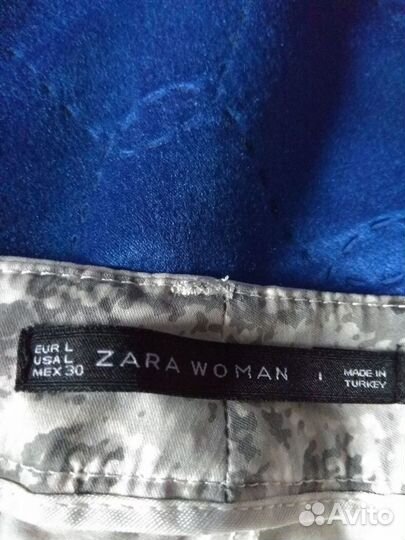 EUR L
USA L
MEX 30
ZARA WOMAN
MADE IN
TURKEY
Avito